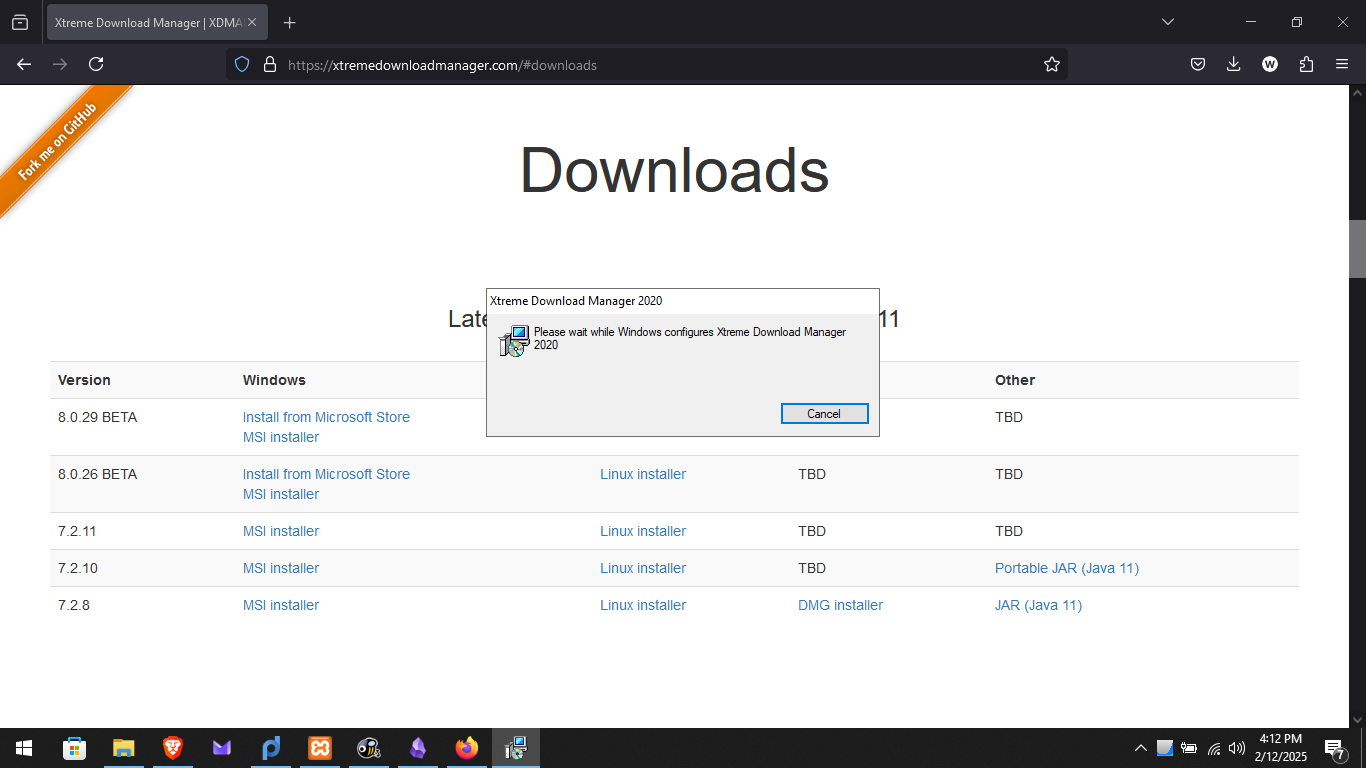 Xtreme Download Manager | XDMA
https://xtremedownloadmanager.com/#downloads
Fork me on GitHub
Downloads
Late
11
Xtreme Download Manager 2020
Please wait while Windows configures Xtreme Download Manager
2020
Cancel
Version Windows Other
8.0.29 BETA Install from Microsoft Store TBD
MSI installer
8.0.26 BETA Install from Microsoft Store Linux installer TBD TBD
MSI installer
7.2.11 MSI installer Linux installer TBD TBD
7.2.10 MSI installer Linux installer TBD Portable JAR (Java 11)
7.2.8 MSI installer Linux installer DMG installer JAR (Java 11)
4:12 PM
2/12/2025
7